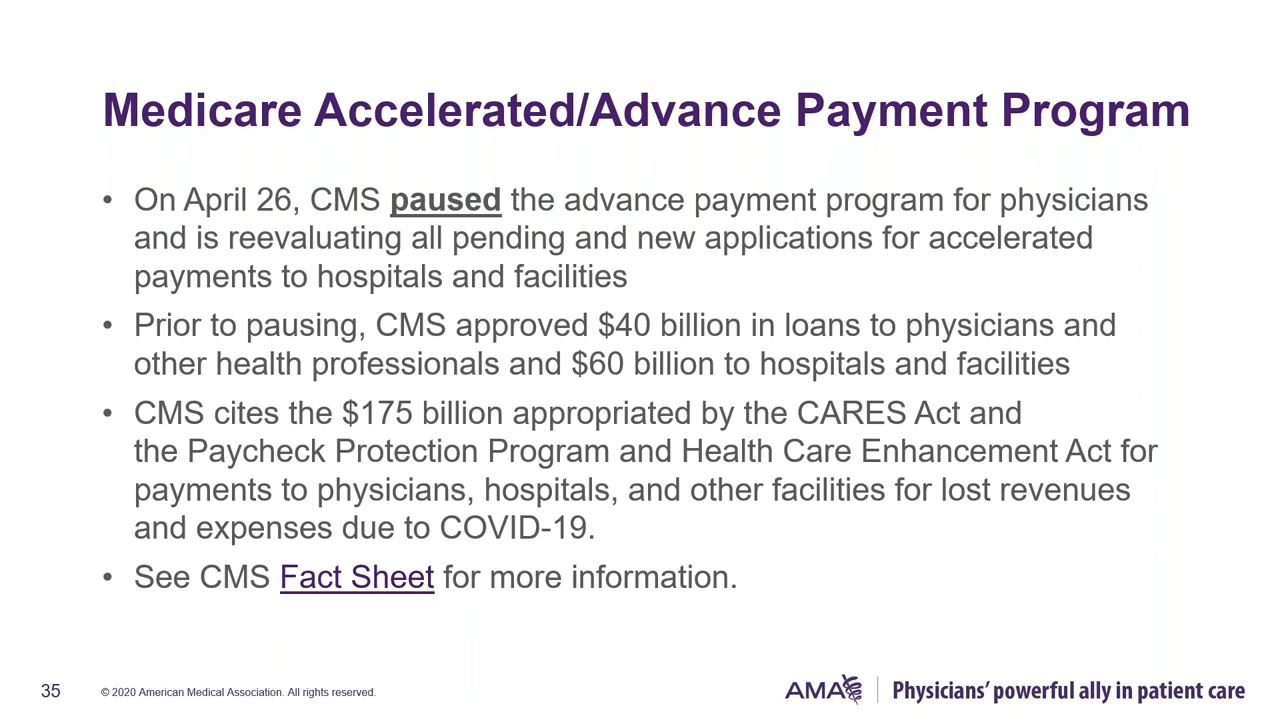 Medicare Accelerated/Advance Payment Program
• On April 26, CMS paused the advance payment program for physicians
and is reevaluating all pending and new applications for accelerated
payments to hospitals and facilities
• Prior to pausing, CMS approved $40 billion in loans to physicians and
other health professionals and $60 billion to hospitals and facilities
• CMS cites the $175 billion appropriated by the CARES Act and
the Paycheck Protection Program and Health Care Enhancement Act for
payments to physicians, hospitals, and other facilities for lost revenues
and expenses due to COVID-19.
• See CMS Fact Sheet for more information.
35
© 2020 American Medical Association. All rights reserved.
AMA
Physicians’ powerful ally in patient care